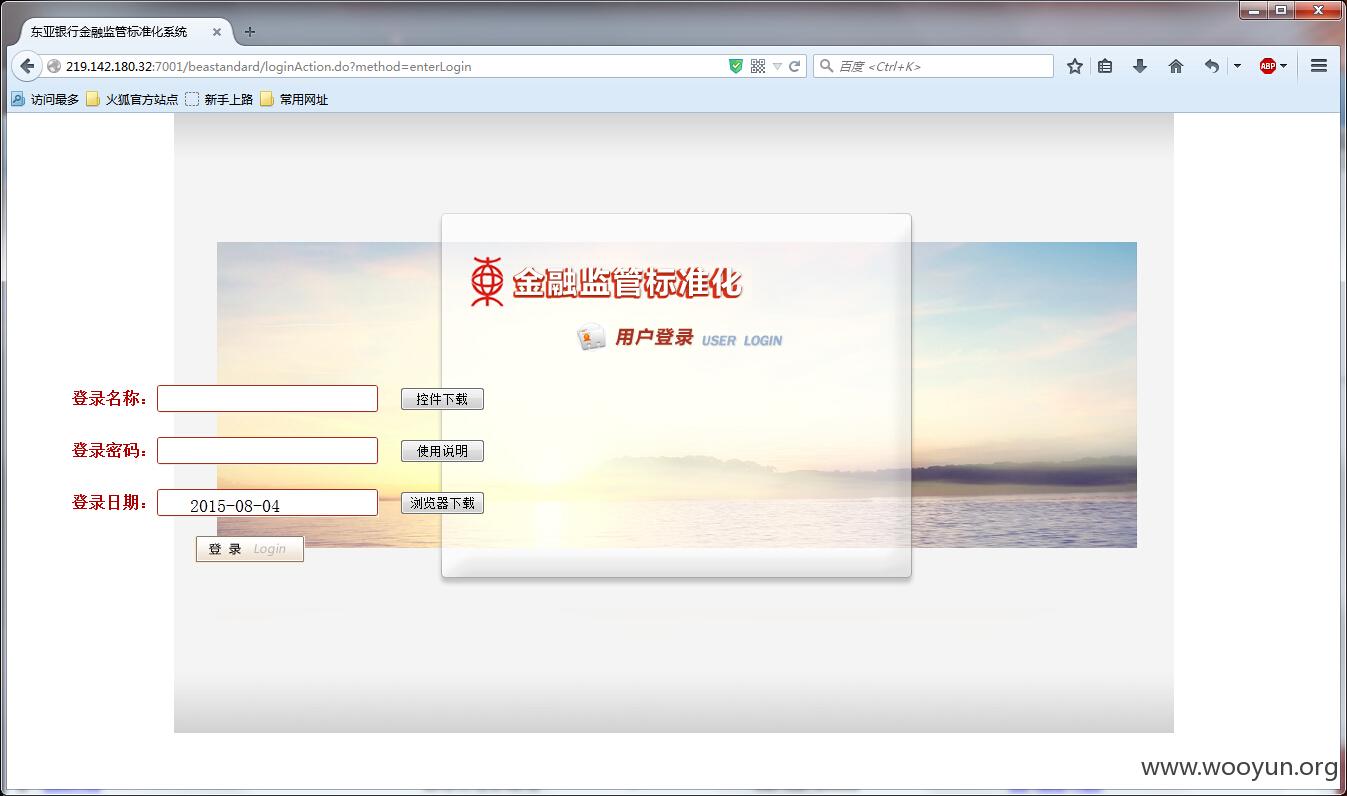 东亚银行金融监管标准化系统
219.142.180.32:7001/beastandard/loginAction.do?method=enterLogin
百度 <Ctrl+K>
ABP
访问最多 火狐官方站点 新手上路 常用网址
金融监管标准化
用户登录 USER LOGIN
登录名称： 控件下载
登录密码： 使用说明
登录日期： 2015-08-04 浏览器下载
登 录 Login
www.wooyun.org